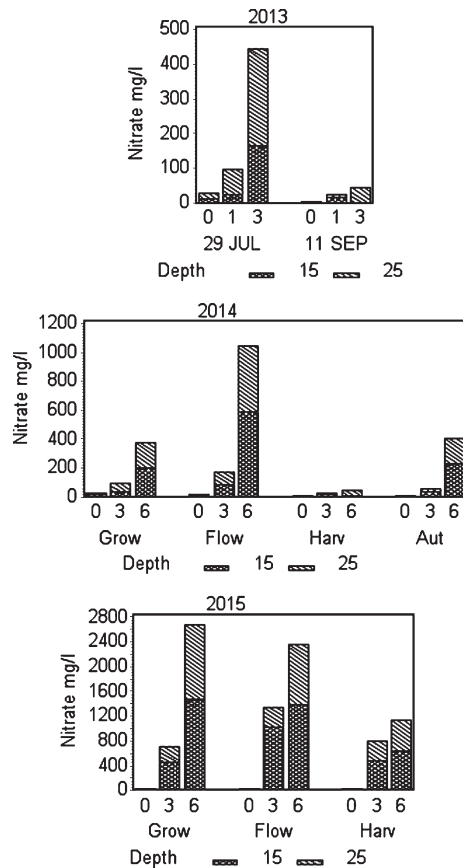 2013
Nitrate mg/l
500
400
300
200
100
0
0 1 3 0 1 3
29 JUL 11 SEP
Depth 15 25
2014
Nitrate mg/l
1200
1000
800
600
400
200
0
0 3 6 0 3 6 0 3 6 0 3 6
Grow Flow Harv Aut
Depth 15 25
2015
Nitrate mg/l
2800
2400
2000
1600
1200
800
400
0
0 3 6 0 3 6 0 3 6
Grow Flow Harv
Depth 15 25